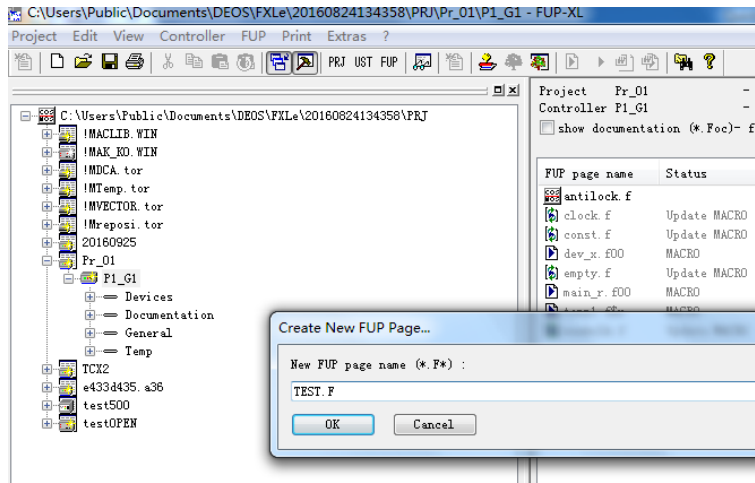 C:\Users\Public\Documents\DEOS\FXLe\20160824134358\PRJ\Pr_01\P1_G1 - FUP-XL
Project Edit View Controller FUP Print Extras ?
PRJ UST FUP
C:\Users\Public\Documents\DEOS\FXLe\20160824134358\PRJ
!MACLIB.WIN
!MAK_KO.WIN
!MDCA.tor
!MTemp.tor
!MVECTOR.tor
!Mreposi.tor
20160925
Pr_01
P1_G1
Devices
Documentation
General
Temp
TCX2
e433d435.a36
test500
testOPEN
Project Pr_01 -
Controller P1_G1 -
show documentation (*.Foc)- f
FUP page name Status
antilock.f
clock.f Update MACRO
const.f Update MACRO
dev_x.f00 MACRO
empty.f Update MACRO
main_r.f00 MACRO
Create New FUP Page...
New FUP page name (*.F*) :
TEST.F
OK Cancel